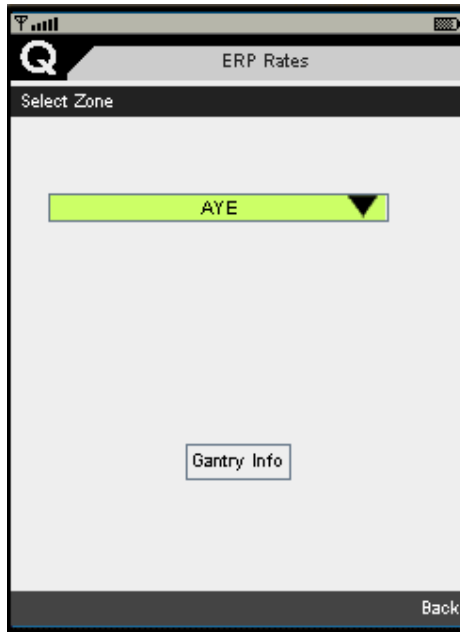 Q
ERP Rates
Select Zone
AYE
Gantry Info
Back